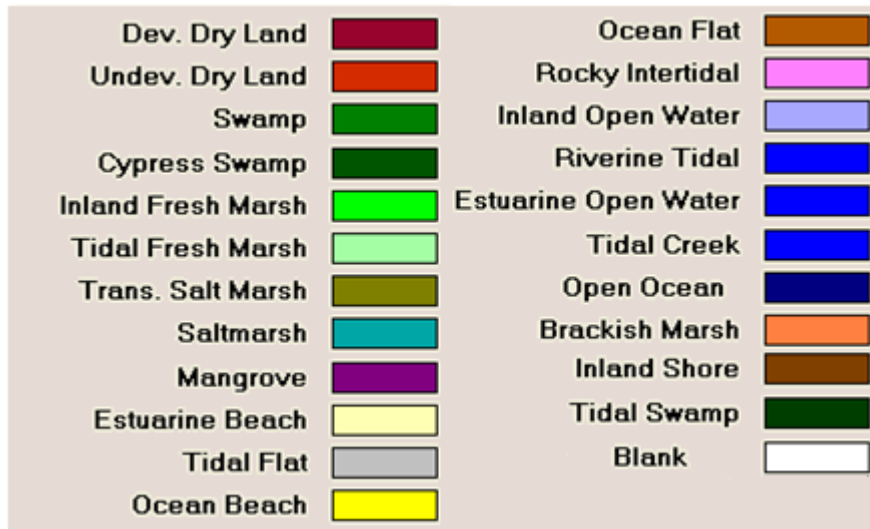 Dev. Dry Land
Undev. Dry Land
Swamp
Cypress Swamp
Inland Fresh Marsh
Tidal Fresh Marsh
Trans. Salt Marsh
Saltmarsh
Mangrove
Estuarine Beach
Tidal Flat
Ocean Beach
Ocean Flat
Rocky Intertidal
Inland Open Water
Riverine Tidal
Estuarine Open Water
Tidal Creek
Open Ocean
Brackish Marsh
Inland Shore
Tidal Swamp
Blank